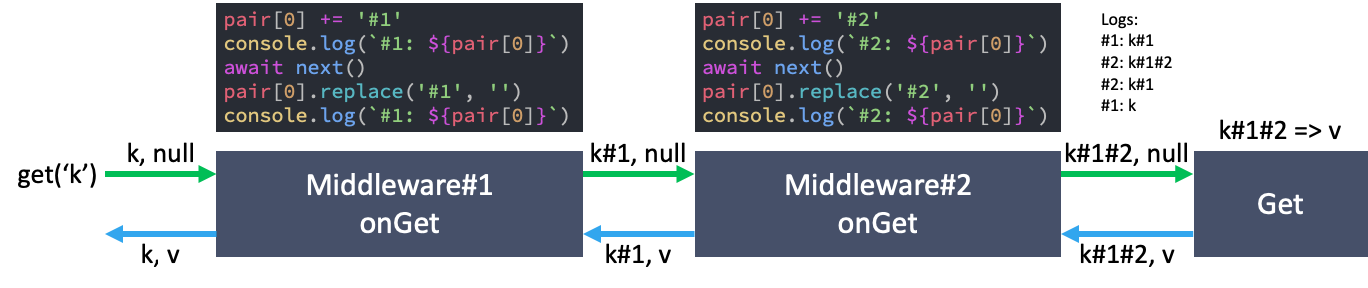 pair[0] += '#1'
console.log(`#1: ${pair[0]}`)
await next()
pair[0].replace('#1', '')
console.log(`#1: ${pair[0]}`)
pair[0] += '#2'
console.log(`#2: ${pair[0]}`)
await next()
pair[0].replace('#2', '')
console.log(`#2: ${pair[0]}`)
Logs:
#1: k#1
#2: k#1#2
#2: k#1
#1: k
k#1#2 => v
get(‘k’)
k, null
Middleware#1
onGet
k#1, null
Middleware#2
onGet
k#1#2, null
Get
k, v
k#1, v
k#1#2, v